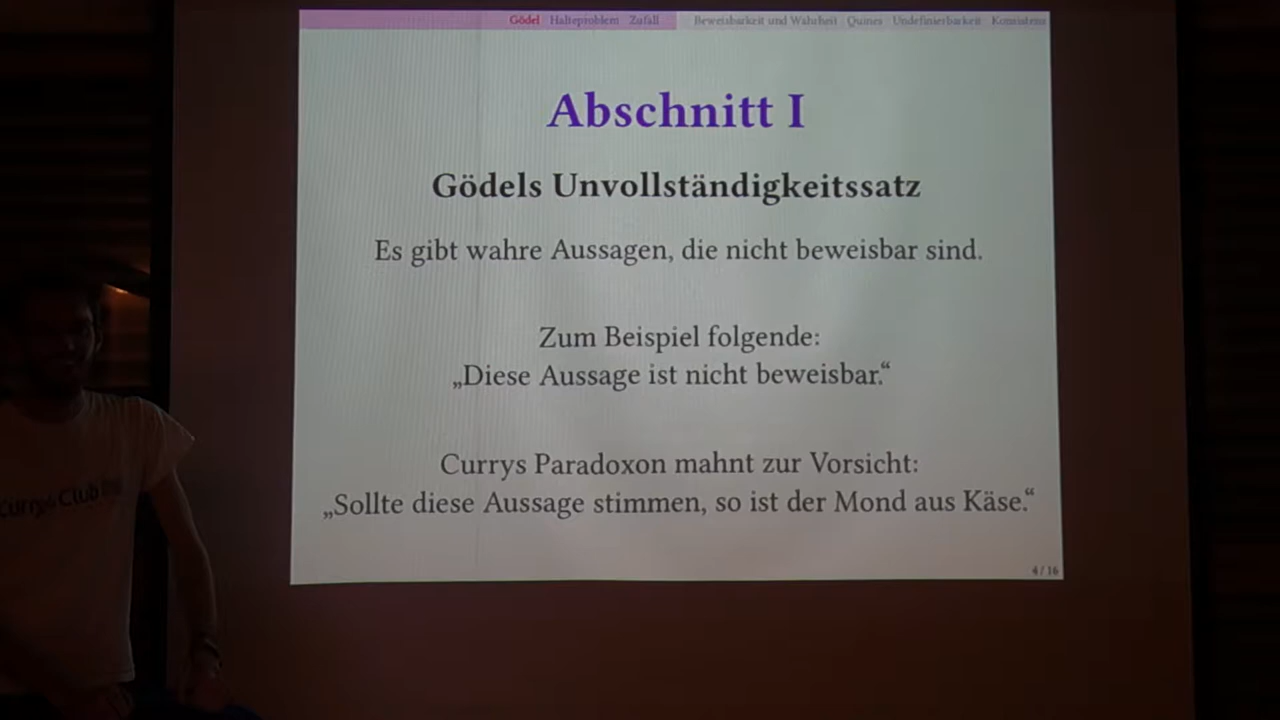 Gödel Halteproblem Zufall Beweisbarkeit und Wahrheit Quines Undefinierbarkeit Konsistenz
Abschnitt I
Gödels Unvollständigkeitssatz
Es gibt wahre Aussagen, die nicht beweisbar sind.
Zum Beispiel folgende:
„Diese Aussage ist nicht beweisbar.“
Currys Paradoxon mahnt zur Vorsicht:
„Sollte diese Aussage stimmen, so ist der Mond aus Käse.“
4 / 16
Club